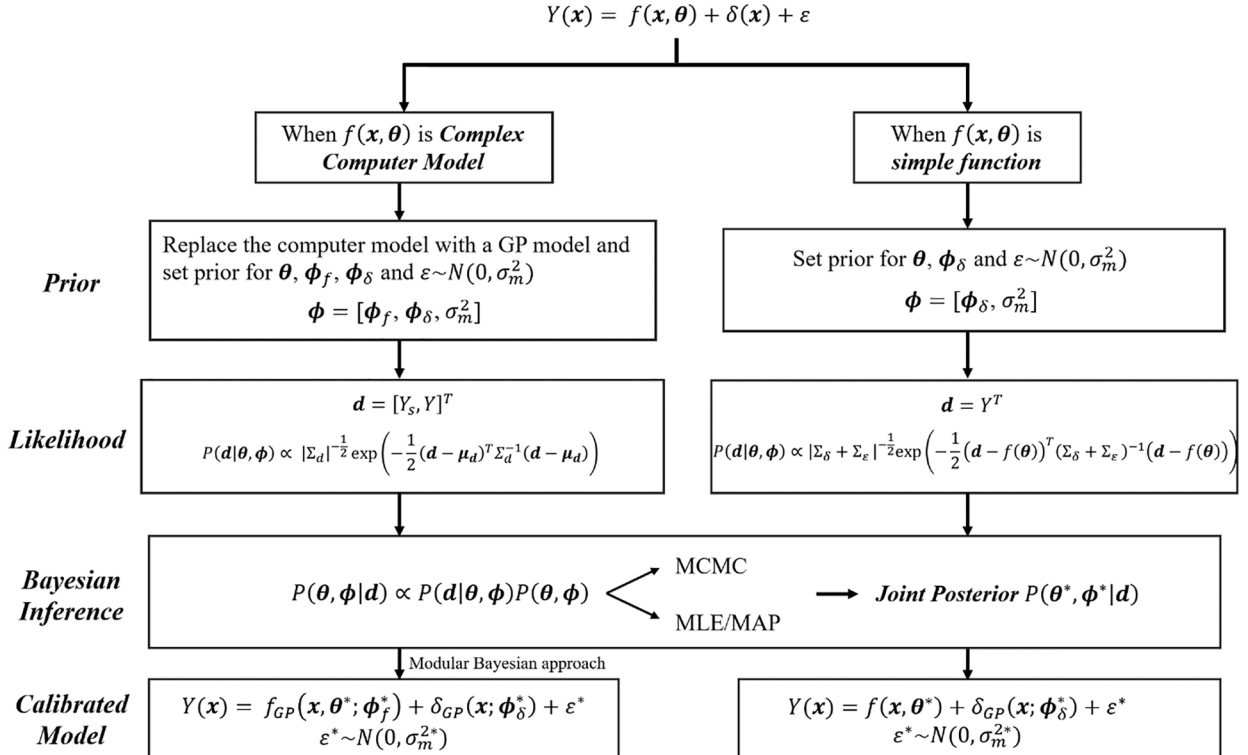 Y(𝒙) = f(𝒙, 𝜽) + δ(𝒙) + ε
When f(𝒙, 𝜽) is Complex
Computer Model
When f(𝒙, 𝜽) is
simple function
Prior
Replace the computer model with a GP model and
set prior for 𝜽, 𝝓_f, 𝝓_δ and ε~N(0, σ_m^2)
𝝓 = [𝝓_f, 𝝓_δ, σ_m^2]
Set prior for 𝜽, 𝝓_δ and ε~N(0, σ_m^2)
𝝓 = [𝝓_δ, σ_m^2]
Likelihood
𝒅 = [Y_s, Y]^T
P(𝒅|𝜽, 𝝓) ∝ |Σ_d|^{-1/2} exp(-1/2 (𝒅 − 𝝁_𝒅)^T Σ_d^{-1} (𝒅 − 𝝁_𝒅))
𝒅 = Y^T
P(𝒅|𝜽, 𝝓) ∝ |Σ_δ + Σ_ε|^{-1/2} exp(-1/2 (𝒅 − f(𝜽))^T (Σ_δ + Σ_ε)^{-1} (𝒅 − f(𝜽)))
Bayesian
Inference
P(𝜽, 𝝓|𝒅) ∝ P(𝒅|𝜽, 𝝓)P(𝜽, 𝝓)
MCMC
MLE/MAP
Joint Posterior P(𝜽*, 𝝓*|𝒅)
Modular Bayesian approach
Calibrated
Model
Y(𝒙) = f_GP(𝒙, 𝜽*; 𝝓_f^*) + δ_GP(𝒙; 𝝓_δ^*) + ε*
ε*~N(0, σ_m^{2*})
Y(𝒙) = f(𝒙, 𝜽*) + δ_GP(𝒙; 𝝓_δ^*) + ε*
ε*~N(0, σ_m^{2*})